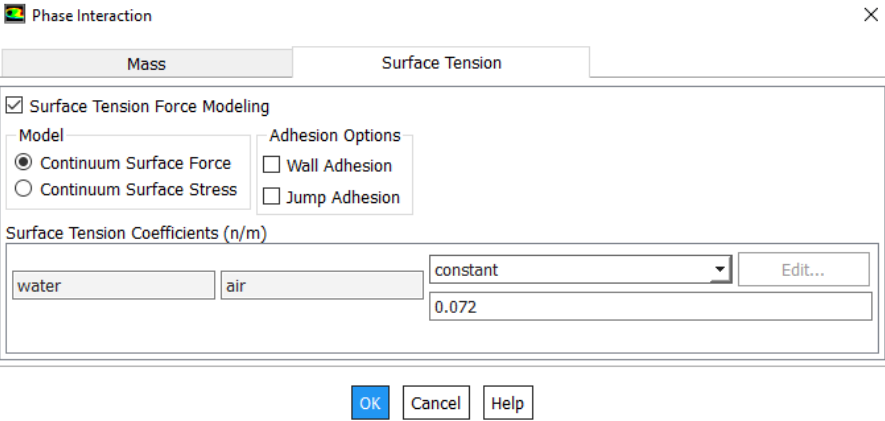 Phase Interaction
Mass
Surface Tension
Surface Tension Force Modeling
Model
Adhesion Options
Continuum Surface Force
Wall Adhesion
Continuum Surface Stress
Jump Adhesion
Surface Tension Coefficients (n/m)
water
air
constant
Edit...
0.072
OK
Cancel
Help